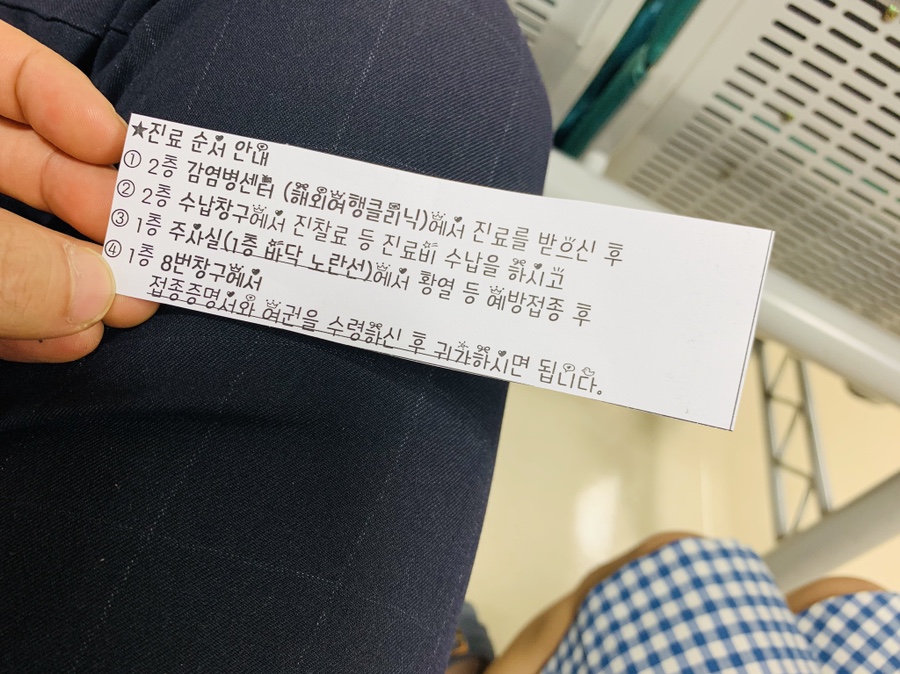 ★진료 순서 안내
① 2층 감염병센터 (해외여행클리닉)에서 진료를 받으신 후
② 2층 수납창구에서 진찰료 등 진료비 수납을 하시고
③ 1층 주사실(1층 바닥 노란선)에서 황열 등 예방접종 후
④ 1층 8번창구에서
접종증명서와 여권을 수령하신 후 귀가하시면 됩니다.